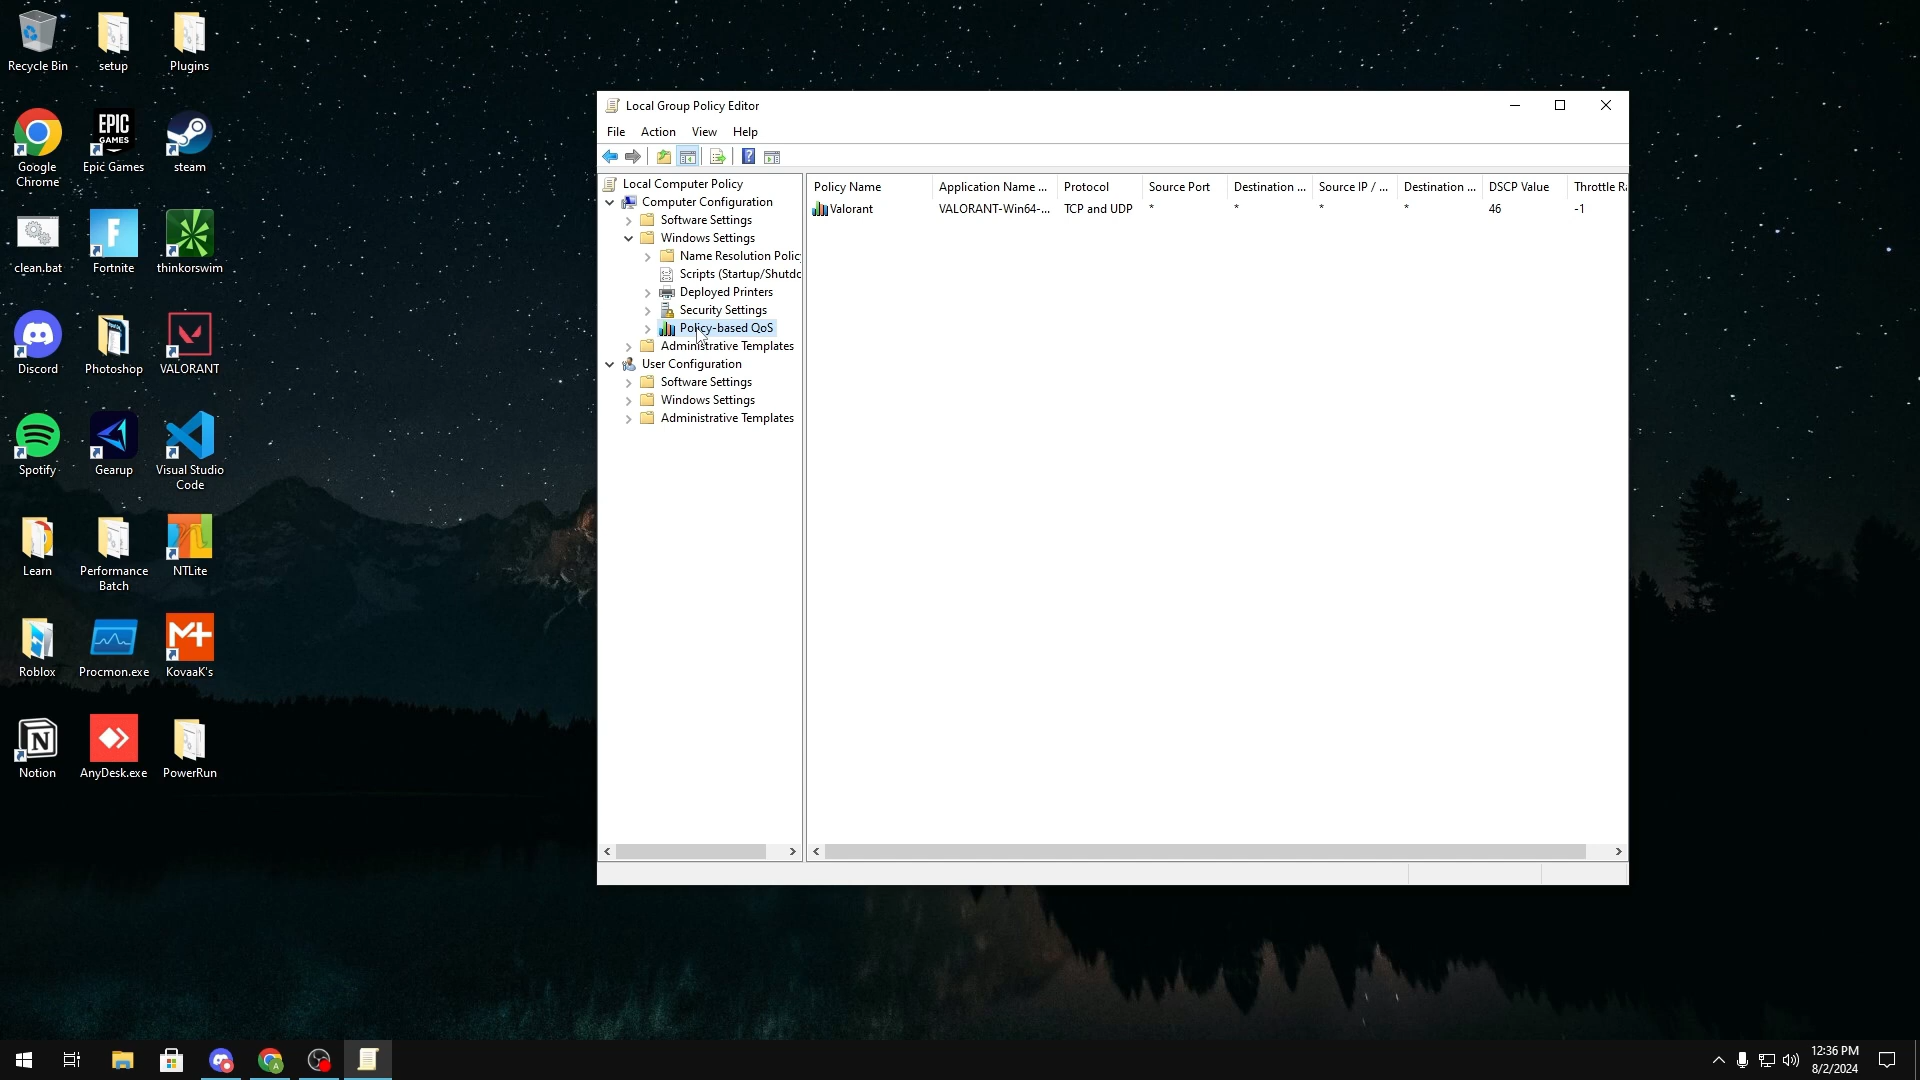 Recycle Bin
setup
Plugins
Google
Chrome
EPIC
GAMES
Epic Games
steam
clean.bat
Fortnite
thinkorswim
Discord
Photoshop
VALORANT
Spotify
Gearup
Visual Studio
Code
Learn
Performance
Batch
NTLite
Roblox
Procmon.exe
KovaaK's
Notion
AnyDesk.exe
PowerRun
Local Group Policy Editor
File Action View Help
Local Computer Policy
Computer Configuration
Software Settings
Windows Settings
Name Resolution Policy
Scripts (Startup/Shutdo
Deployed Printers
Security Settings
Policy-based QoS
Administrative Templates
User Configuration
Software Settings
Windows Settings
Administrative Templates
Policy Name Application Name ... Protocol Source Port Destination ... Source IP / ... Destination ... DSCP Value Throttle Ra
Valorant VALORANT-Win64-... TCP and UDP * * * * 46 -1
12:36 PM
8/2/2024